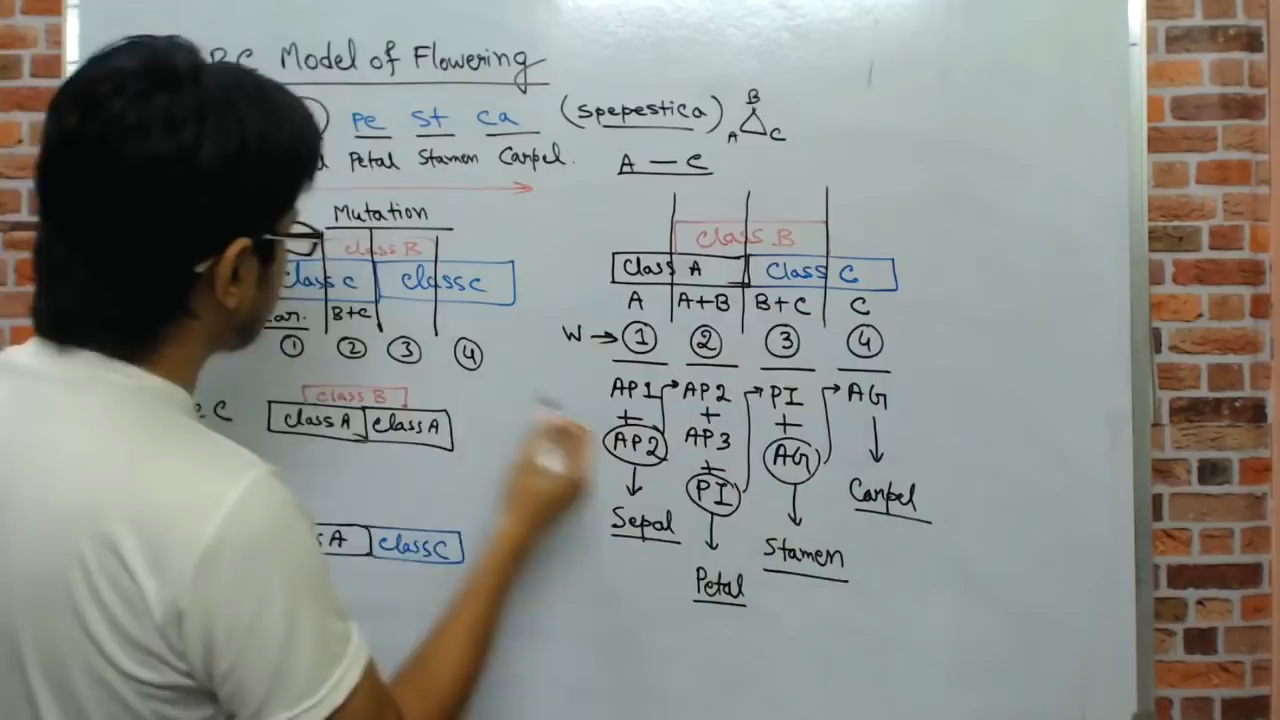 BC Model of Flowering
Pe St Ca (Spepestica) B
A C
Petal Stamen Carpel. A — C
Mutation
Class B
Class C Class C
Car. B+C
① ② ③ ④
Class B
C Class A Class A
A Class C
Class B
Class A Class C
A A+B B+C C
W → ① ② ③ ④
AP1 AP2 PI AG
+ + +
AP2 AP3 AG
+
PI
Sepal Petal Stamen Carpel